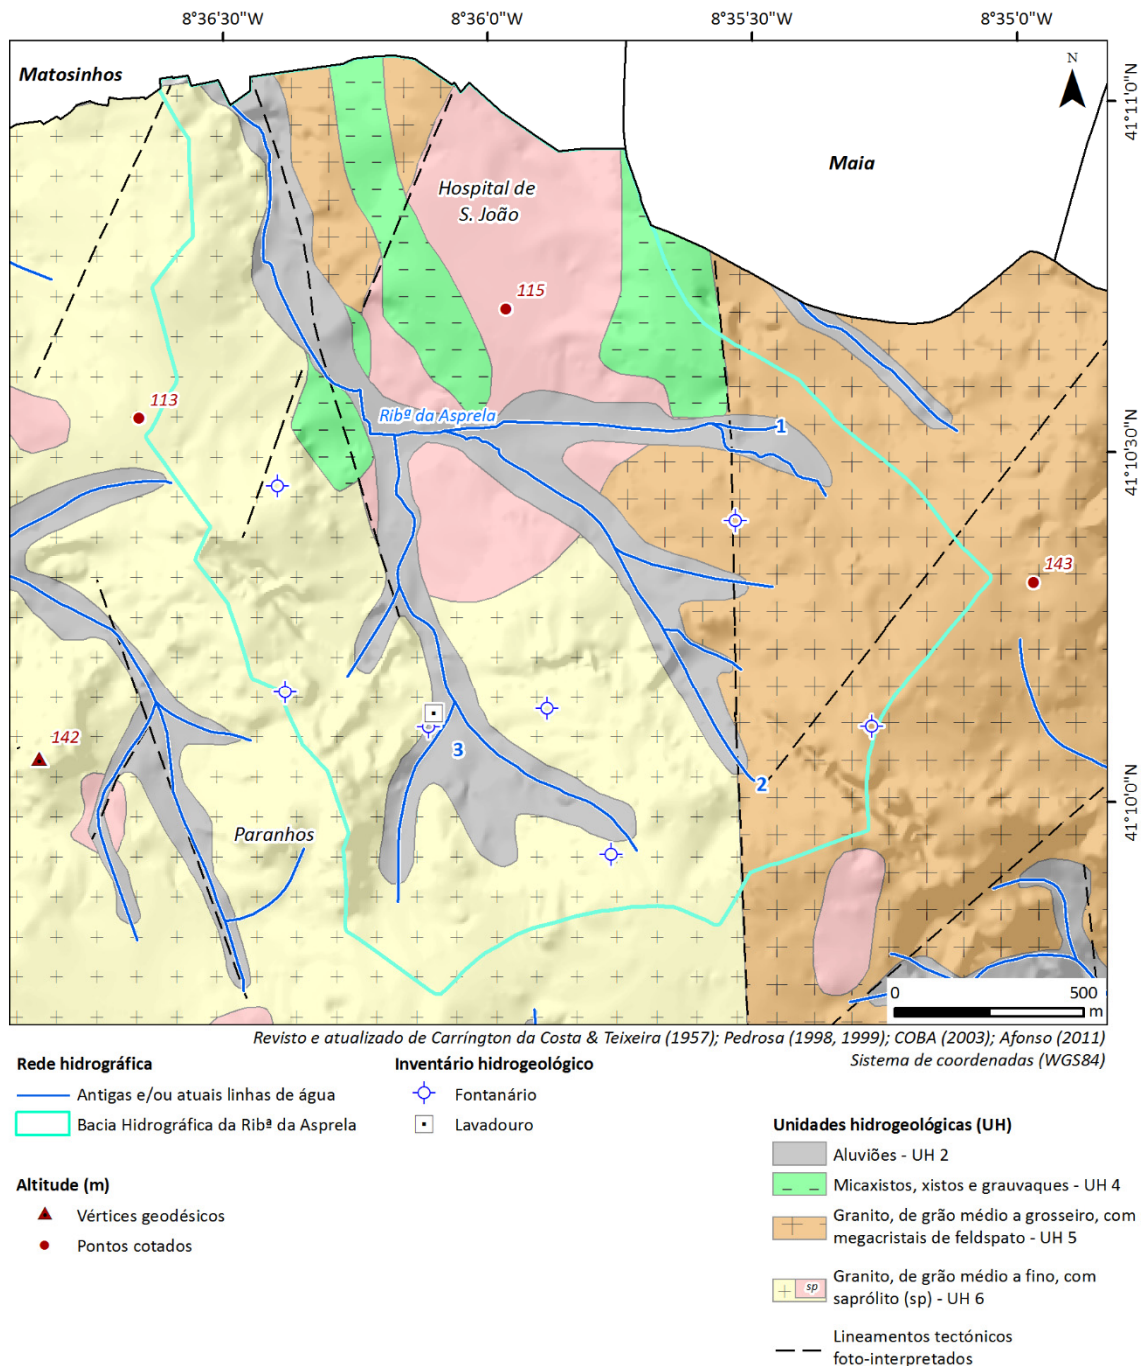 8°36'30"W
8°36'0"W
8°35'30"W
8°35'0"W
Matosinhos
N
41°11'0"N
Maia
Hospital de
S. João
115
113
Ribª da Asprela
1
41°10'30"N
143
142
3
2
41°10'0"N
Paranhos
0
500
m
Revisto e atualizado de Carríngton da Costa & Teixeira (1957); Pedrosa (1998, 1999); COBA (2003); Afonso (2011)
Sistema de coordenadas (WGS84)
Rede hidrográfica
Antigas e/ou atuais linhas de água
Bacia Hidrográfica da Ribª da Asprela
Altitude (m)
Vértices geodésicos
Pontos cotados
Inventário hidrogeológico
Fontanário
Lavadouro
Unidades hidrogeológicas (UH)
Aluviões - UH 2
Micaxistos, xistos e grauvaques - UH 4
Granito, de grão médio a grosseiro, com
megacristais de feldspato - UH 5
sp
Granito, de grão médio a fino, com
saprólito (sp) - UH 6
Lineamentos tectónicos
foto-interpretados